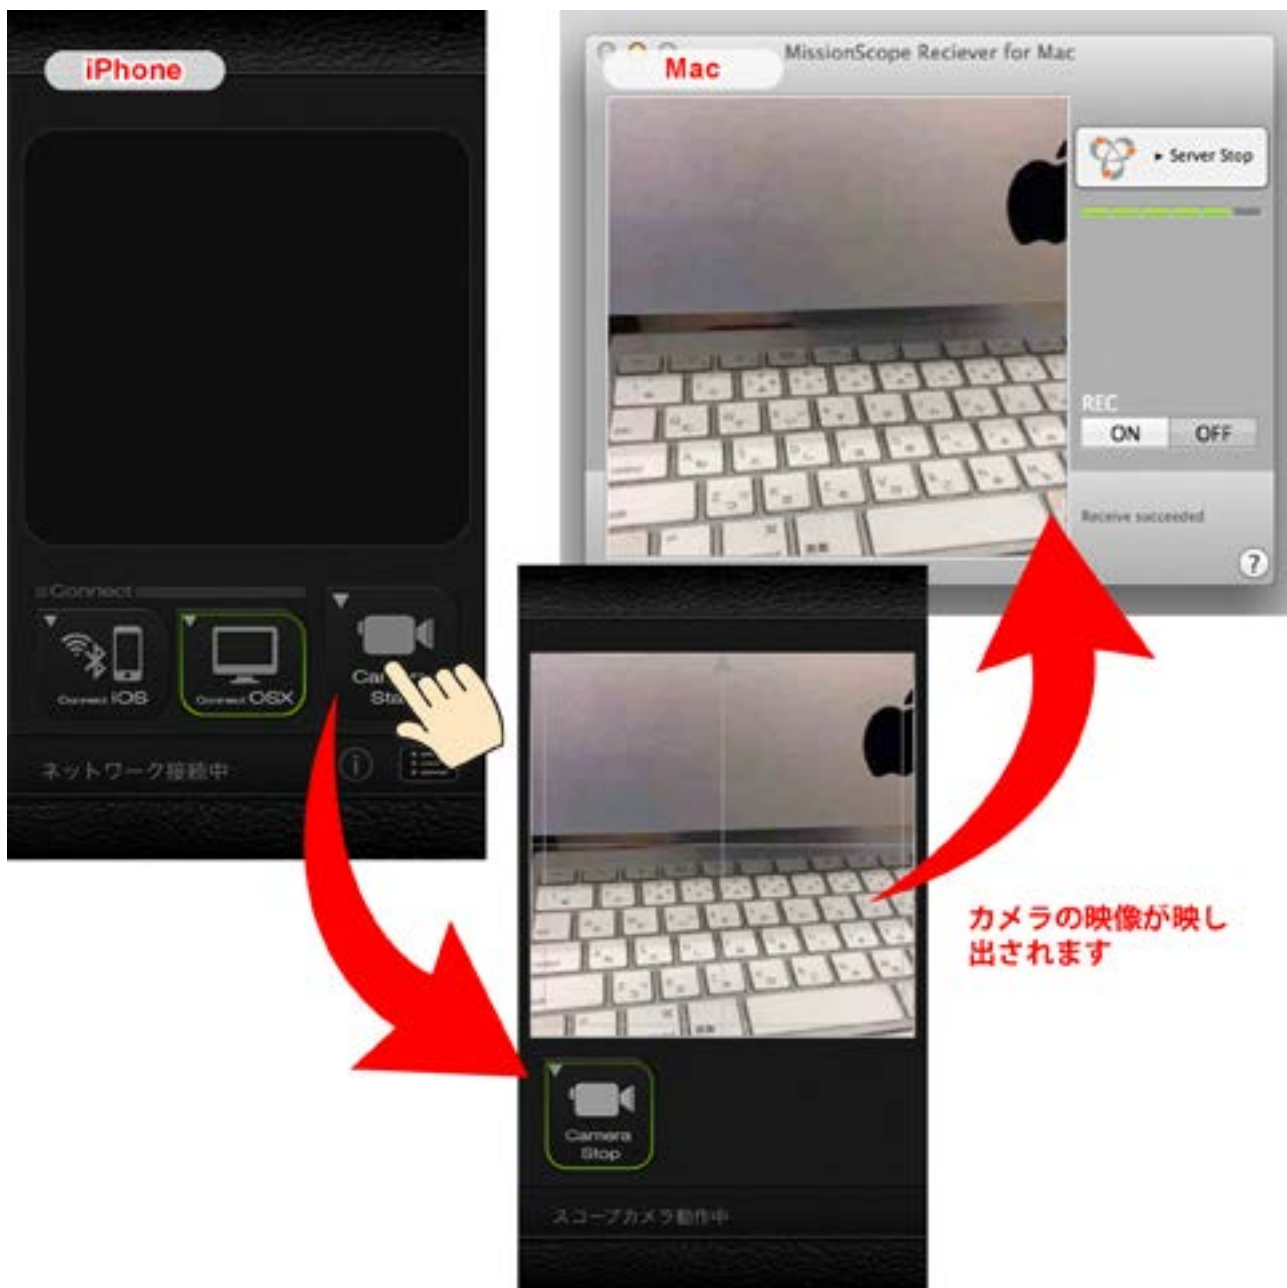 iPhone
Connect
Connect iOS
Connect OSX
Camera
Sta
ネットワーク接続中
MissionScope Reciever for Mac
Mac
Server Stop
REC
ON OFF
Receive succeeded
?
カメラの映像が映し
出されます
Camera
Stop
スコープカメラ動作中